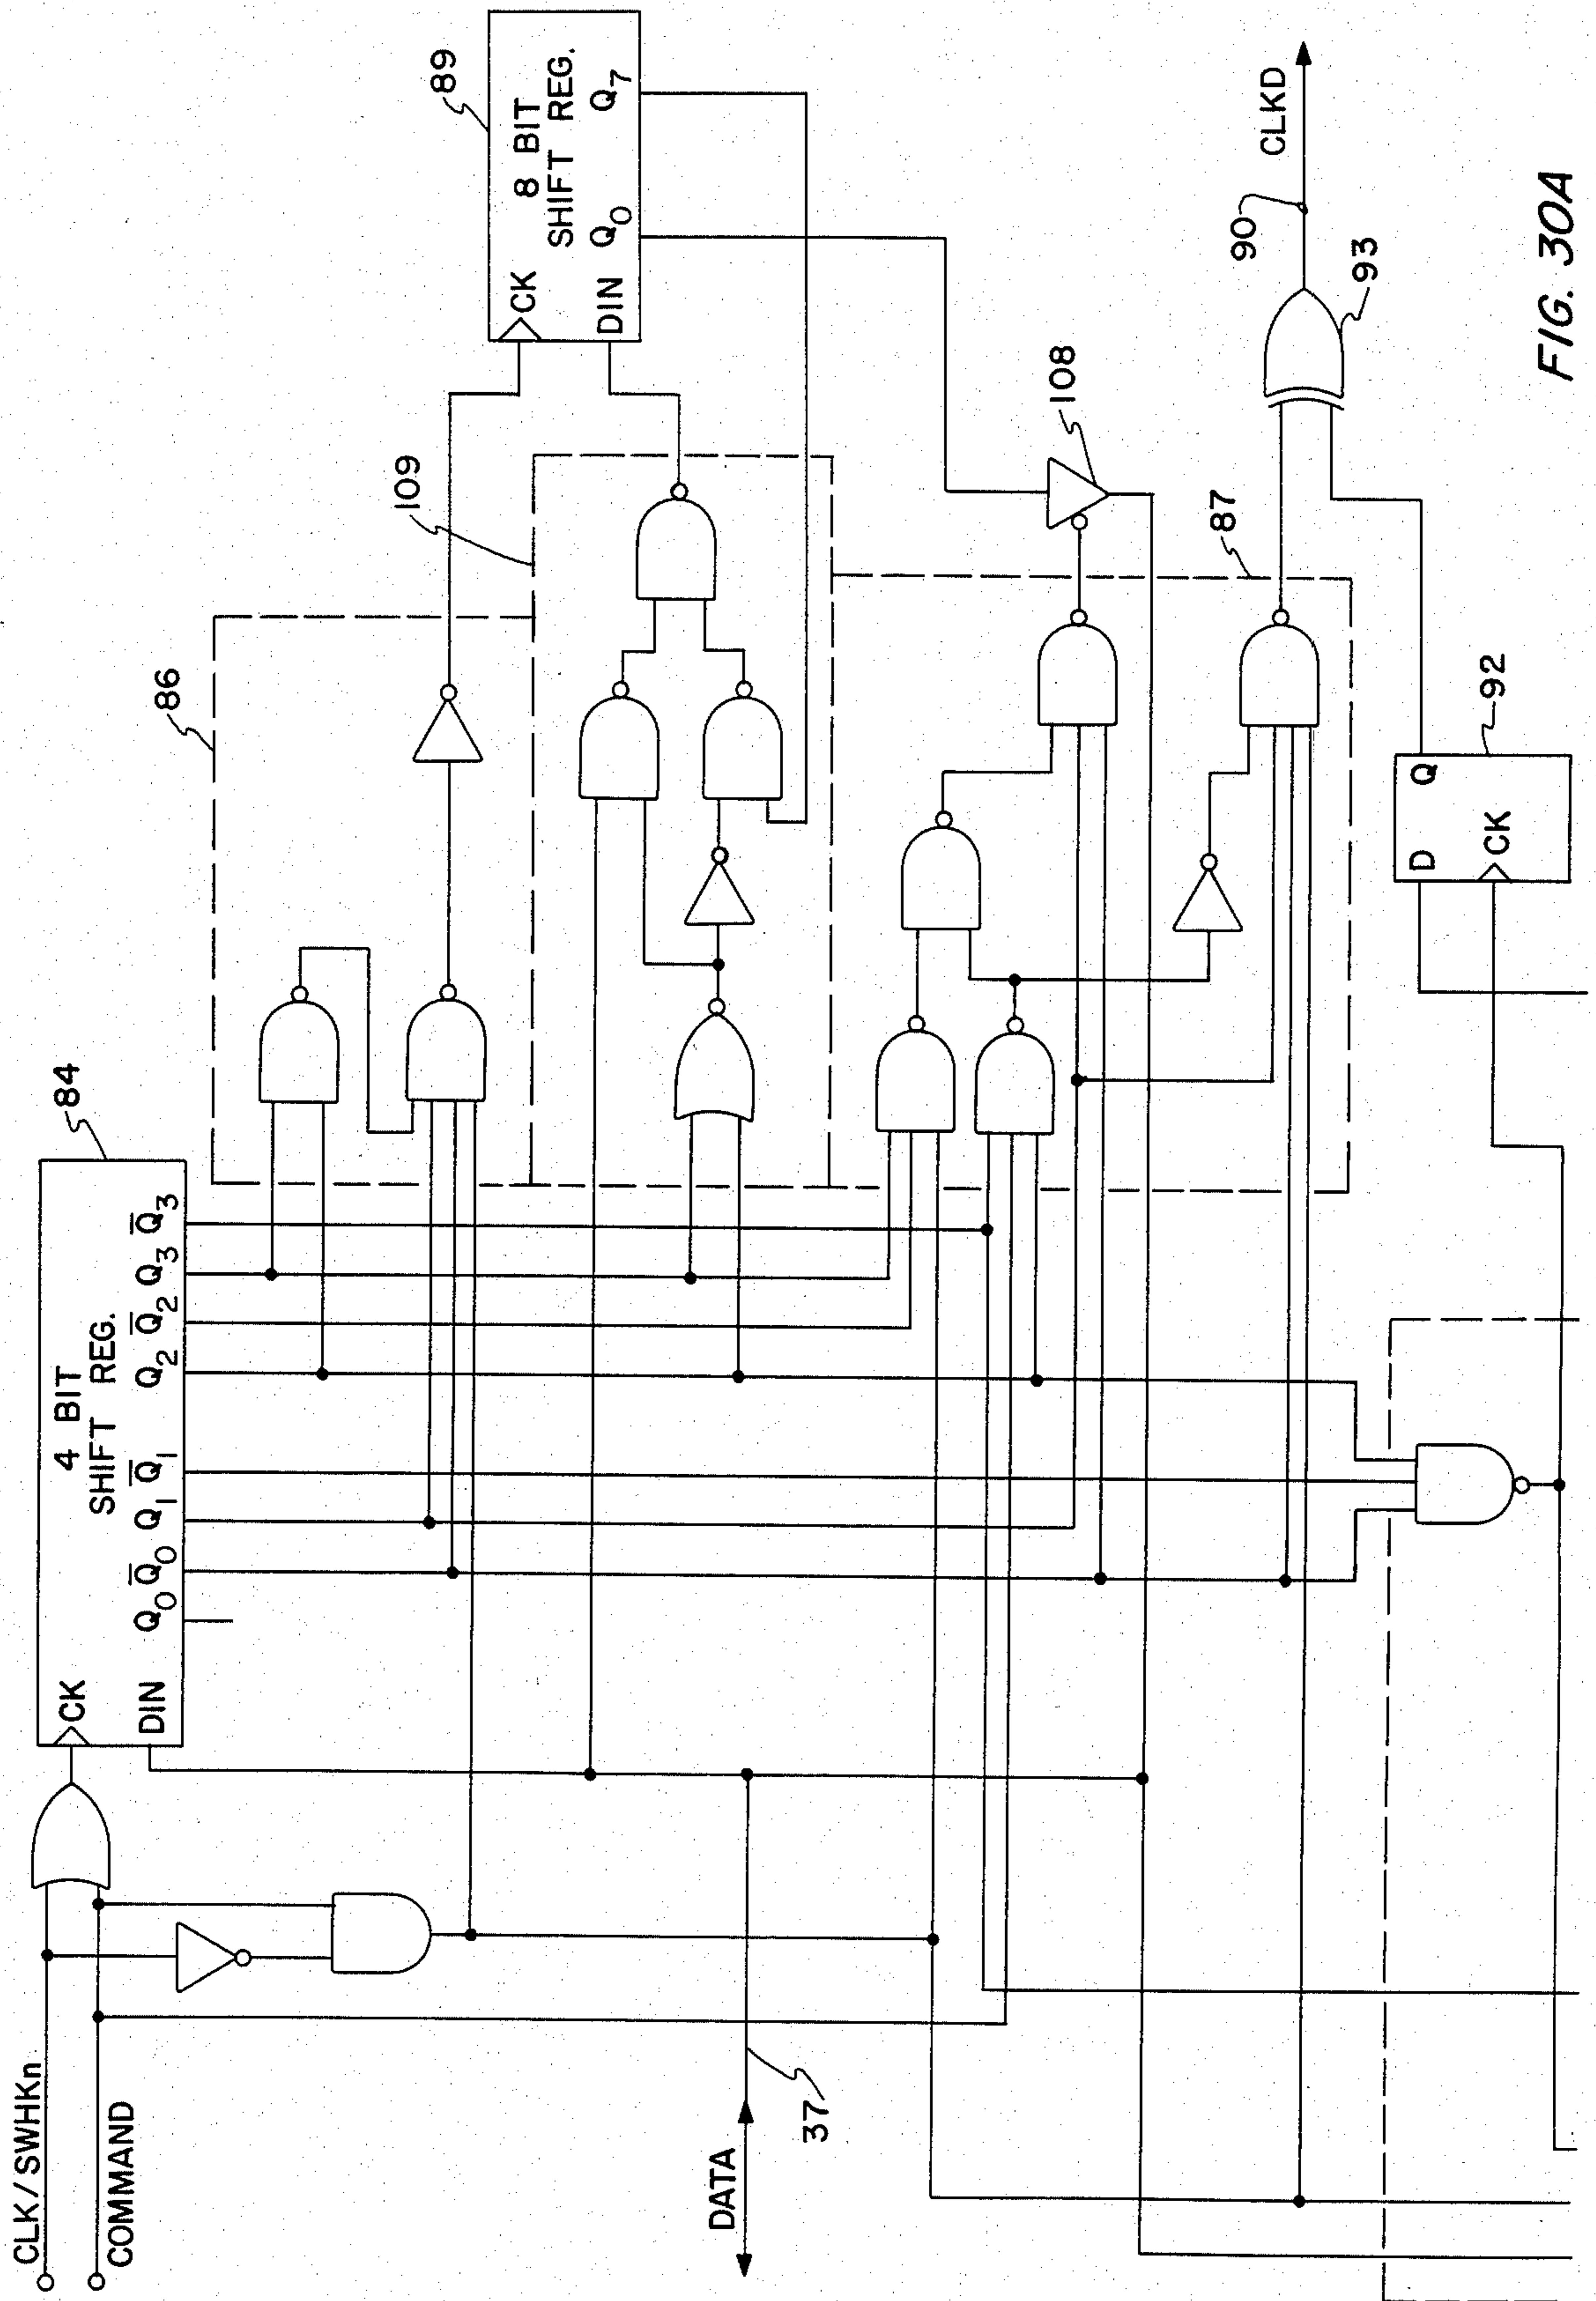 CLK/SWHKn
COMMAND
CK
DIN
4 BIT
SHIFT REG.
Q0 Q̅0 Q1 Q̅1 Q2 Q̅2 Q3 Q̅3
84
86
109
89
8 BIT
SHIFT REG.
CK
DIN
Q0
Q7
DATA
37
108
87
90
CLKD
93
92
D
Q
CK
FIG. 30A